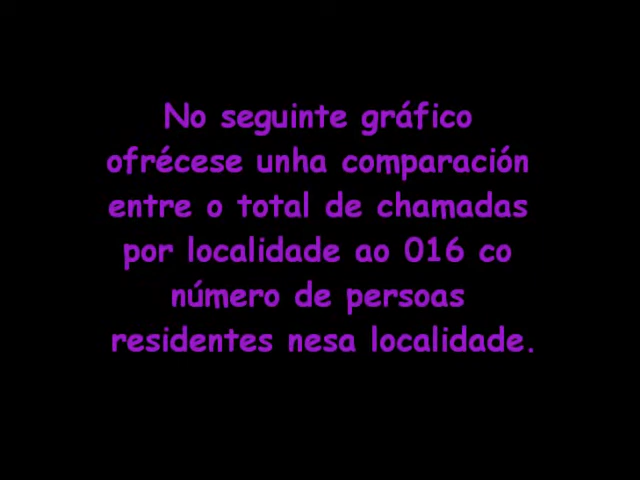 No seguinte gráfico
ofrécese unha comparación
entre o total de chamadas
por localidade ao 016 co
número de persoas
residentes nesa localidade.